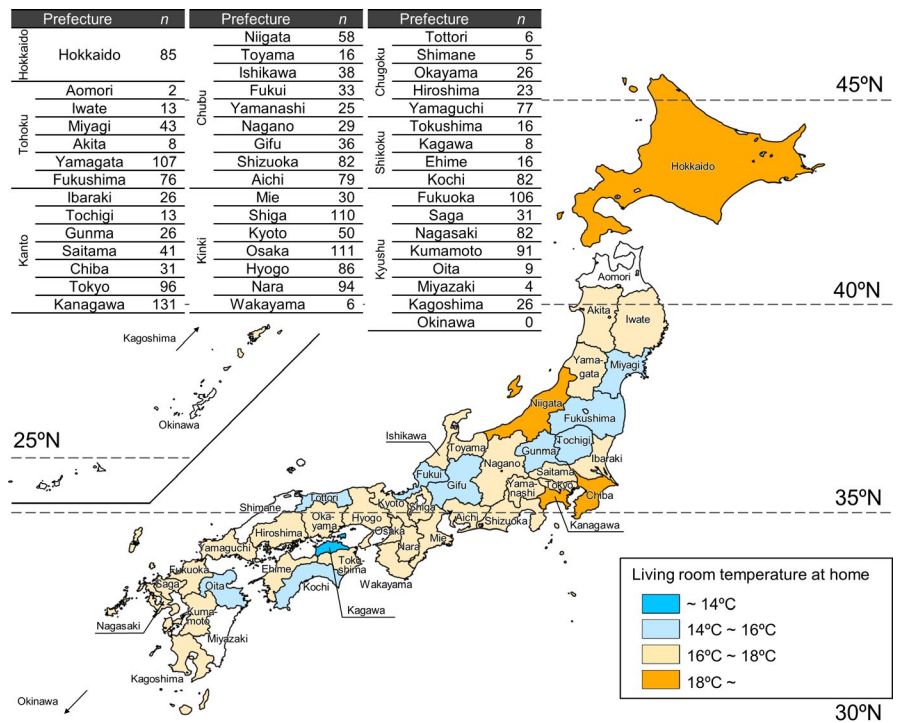 Prefecture n
Hokkaido
Hokkaido 85
Tohoku
Aomori 2
Iwate 13
Miyagi 43
Akita 8
Yamagata 107
Fukushima 76
Kanto
Ibaraki 26
Tochigi 13
Gunma 26
Saitama 41
Chiba 31
Tokyo 96
Kanagawa 131
Prefecture n
Chubu
Niigata 58
Toyama 16
Ishikawa 38
Fukui 33
Yamanashi 25
Nagano 29
Gifu 36
Shizuoka 82
Aichi 79
Kinki
Mie 30
Shiga 110
Kyoto 50
Osaka 111
Hyogo 86
Nara 94
Wakayama 6
Prefecture n
Chugoku
Tottori 6
Shimane 5
Okayama 26
Hiroshima 23
Yamaguchi 77
Shikoku
Tokushima 16
Kagawa 8
Ehime 16
Kochi 82
Kyushu
Fukuoka 106
Saga 31
Nagasaki 82
Kumamoto 91
Oita 9
Miyazaki 4
Kagoshima 26
Okinawa 0
45ºN
Hokkaido
Aomori
40ºN
Akita
Iwate
Kagoshima
Yama-
gata
Miyagi
Niigata
Okinawa
Fukushima
25ºN
Ishikawa
Toyama
Gunma
Tochigi
Ibaraki
Nagano
Saitama
Fukui
Gifu
Yama-
nashi
Tokyo
Chiba
35ºN
Shimane
Tottori
Kyoto
Shiga
Oka-
yama
Hyogo
Aichi
Shizuoka
Kanagawa
Hiroshima
Osaka
Mie
Nara
Yamaguchi
Toku-
shima
Wakayama
Fukuoka
Ehime
Saga
Oita
Kochi
Kagawa
Kuma-
moto
Nagasaki
Miyazaki
Kagoshima
Okinawa
Living room temperature at home
~ 14ºC
14ºC ~ 16ºC
16ºC ~ 18ºC
18ºC ~
30ºN